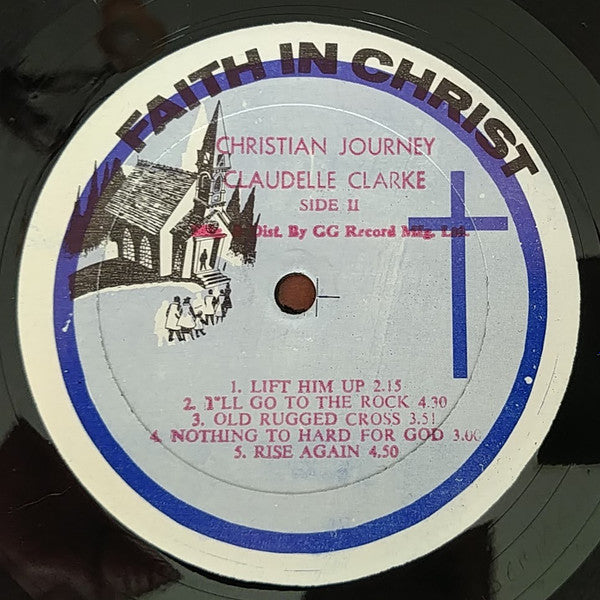 FAITH IN CHRIST
CHRISTIAN JOURNEY
CLAUDELLE CLARKE
SIDE II
Dist. By GG Record Mfg. Ltd.
1. LIFT HIM UP 2.15
2. I'LL GO TO THE ROCK 4.30
3. OLD RUGGED CROSS 3.51
4. NOTHING TO HARD FOR GOD 3.00
5. RISE AGAIN 4.50